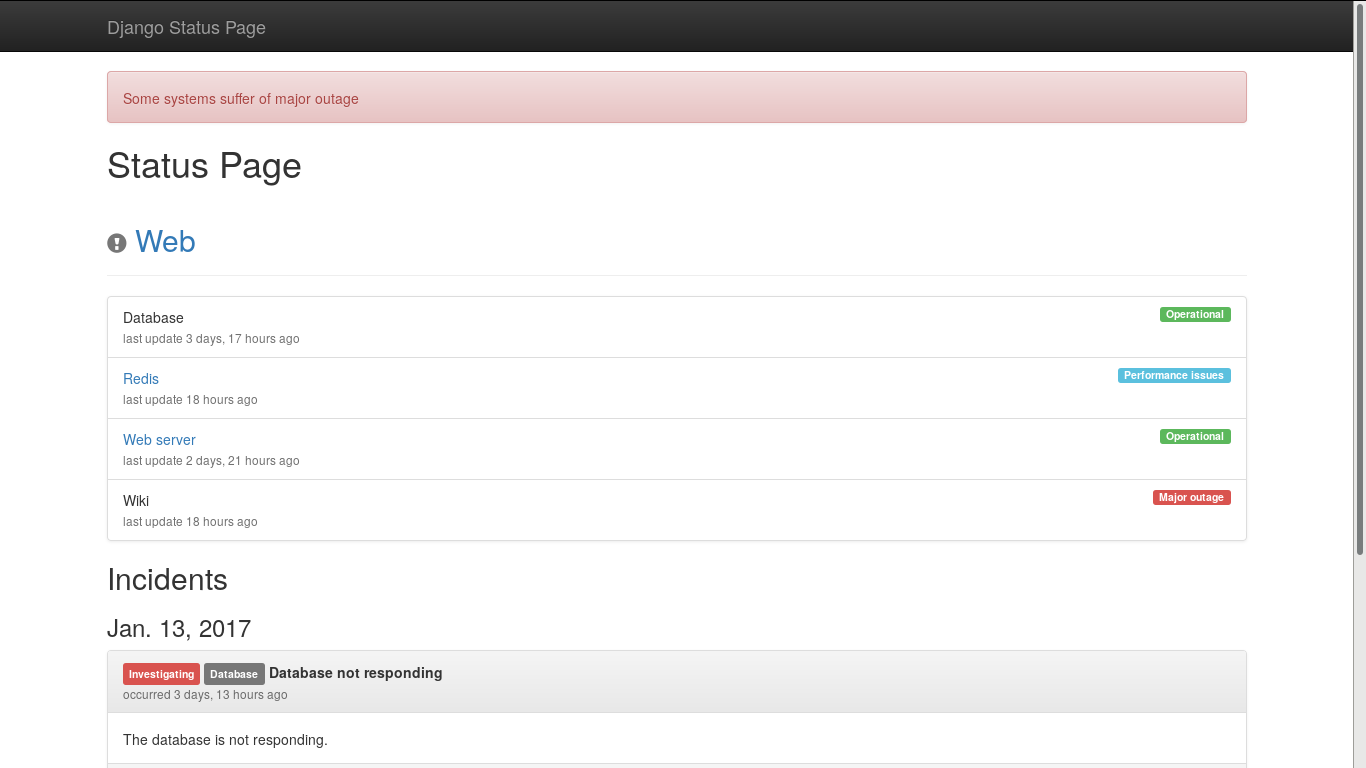 Django Status Page
Some systems suffer of major outage
Status Page
Web
Database Operational
last update 3 days, 17 hours ago
Redis Performance issues
last update 18 hours ago
Web server Operational
last update 2 days, 21 hours ago
Wiki Major outage
last update 18 hours ago
Incidents
Jan. 13, 2017
Investigating Database Database not responding
occurred 3 days, 13 hours ago
The database is not responding.